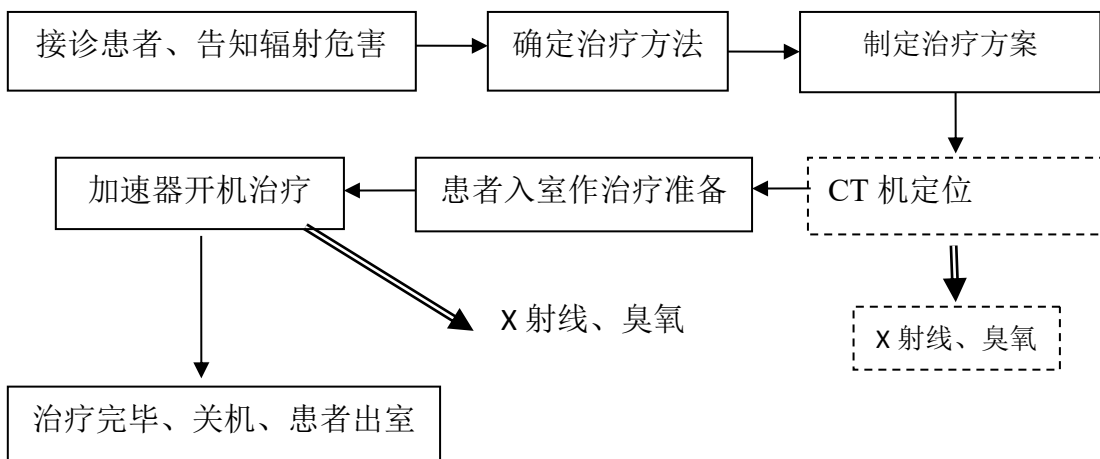 接诊患者、告知辐射危害
确定治疗方法
制定治疗方案
CT 机定位
患者入室作治疗准备
加速器开机治疗
X 射线、臭氧
X 射线、臭氧
治疗完毕、关机、患者出室